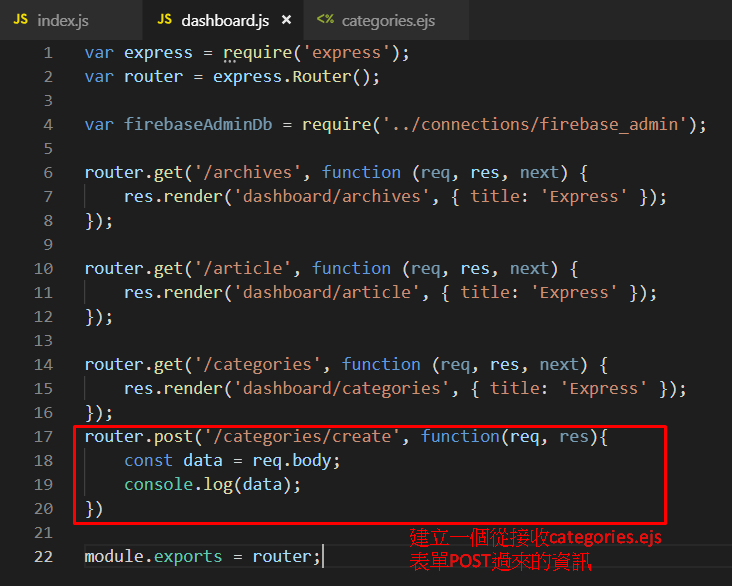 JS index.js JS dashboard.js × <% categories.ejs
1 var express = require('express');
2 var router = express.Router();
3
4 var firebaseAdminDb = require('../connections/firebase_admin');
5
6 router.get('/archives', function (req, res, next) {
7 res.render('dashboard/archives', { title: 'Express' });
8 });
9
10 router.get('/article', function (req, res, next) {
11 res.render('dashboard/article', { title: 'Express' });
12 });
13
14 router.get('/categories', function (req, res, next) {
15 res.render('dashboard/categories', { title: 'Express' });
16 });
17 router.post('/categories/create', function(req, res){
18 const data = req.body;
19 console.log(data);
20 })
21
22 module.exports = router;
建立一個從接收categories.ejs
表單POST過來的資訊